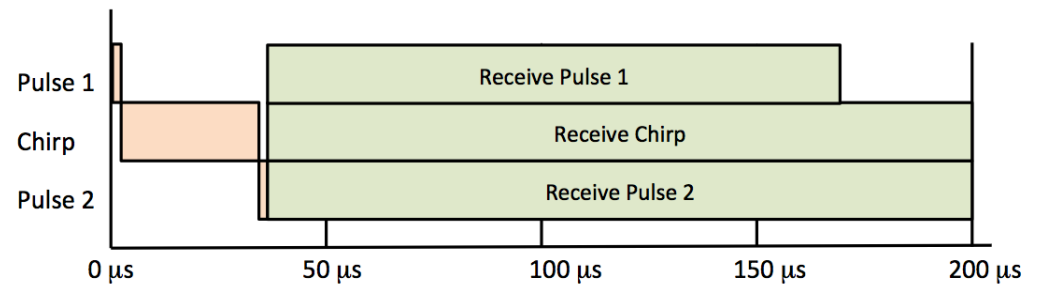 Pulse 1
Receive Pulse 1
Chirp
Receive Chirp
Pulse 2
Receive Pulse 2
0 μs 50 μs 100 μs 150 μs 200 μs